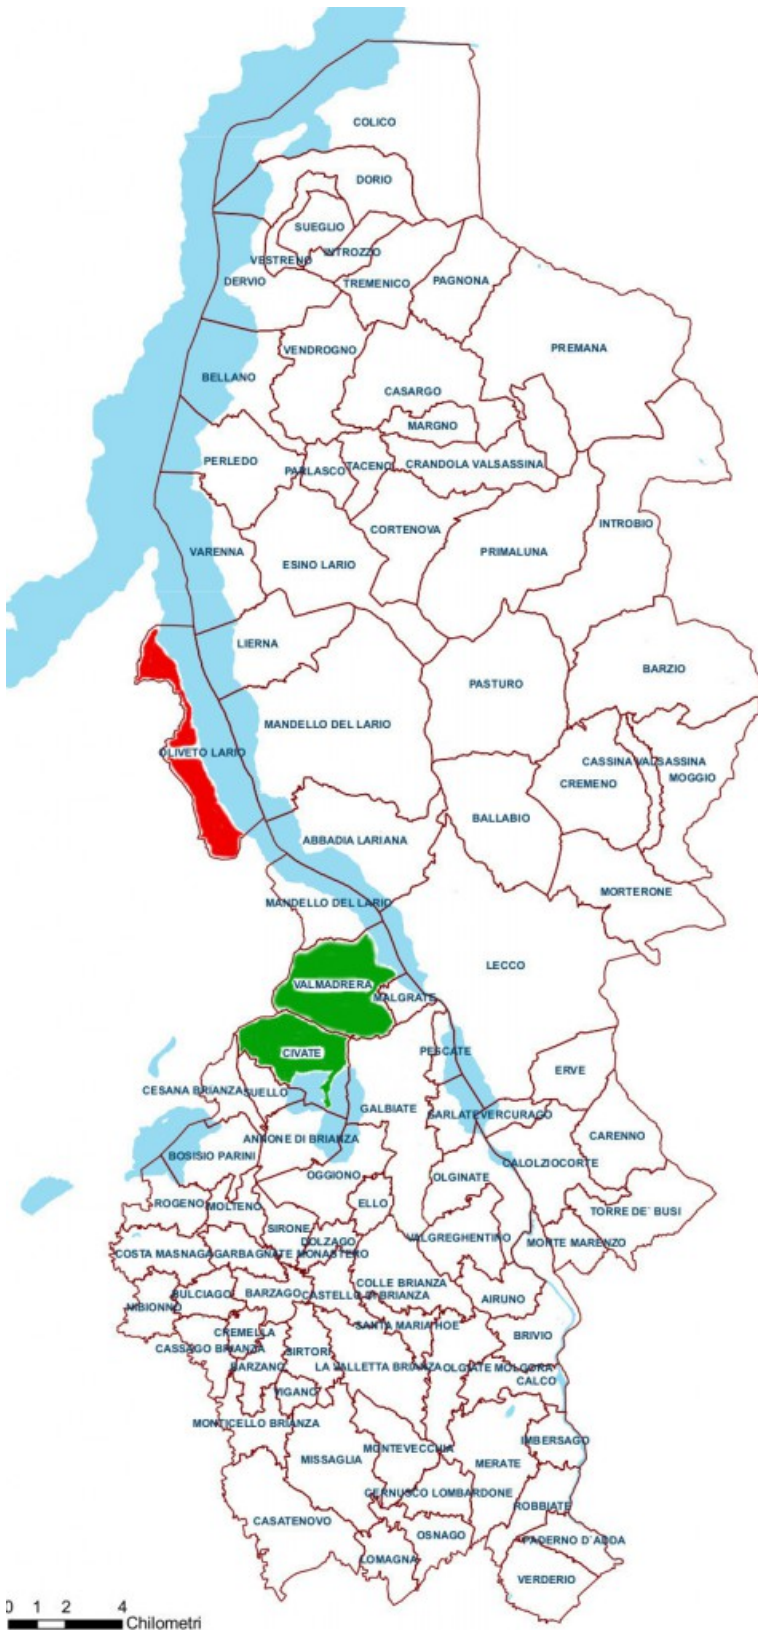 COLICO
DORIO
SUEGLIO
INTROZZO
VESTRENO
DERVIO
TREMENICO
PAGNONA
VENDROGNO
PREMANA
BELLANO
CASARGO
MARGNO
PERLEDO
PARLASCO
TACENO
CRANDOLA VALSASSINA
CORTENOVA
INTROBIO
VARENNA
ESINO LARIO
PRIMALUNA
LIERNA
BARZIO
PASTURO
MANDELLO DEL LARIO
OLIVETO LARIO
CASSINA VALSASSINA
CREMENO
MOGGIO
BALLABIO
ABBADIA LARIANA
MORTERONE
MANDELLO DEL LARIO
LECCO
VALMADRERA
MALGRATE
CIVATE
PESCATE
ERVE
CESANA BRIANZA
SUELLO
GALBIATE
GARLATE
VERCURAGO
ANNONE DI BRIANZA
CARENNO
BOSISIO PARINI
CALOLZIOCORTE
OGGIONO
OLGINATE
ROGENO
MOLTENO
ELLO
TORRE DE` BUSI
SIRONE
DOLZAGO
VALGREGHENTINO
MORTE MARENZO
COSTA MASNAGA
GARBAGNATE MONASTERO
COLLE BRIANZA
BULCIAGO
BARZAGO
CASTELLO DI BRIANZA
AIRUNO
NIBIONNO
SANTA MARIA HOE
CREMELLA
BRIVIO
CASSAGO BRIANZA
SIRTORI
BARZANO
LA VALLETTA BRIANZA
OLGIATE MOLGORA
CALCO
VIGANO
MONTICELLO BRIANZA
IMBERSAGO
MONTEVECCHIA
MISSAGLIA
MERATE
CERNUSCO LOMBARDONE
ROBBIATE
CASATENOVO
OSNAGO
PADERNO D`ADDA
LOMAGNA
VERDERIO
0 1 2 4
Chilometri